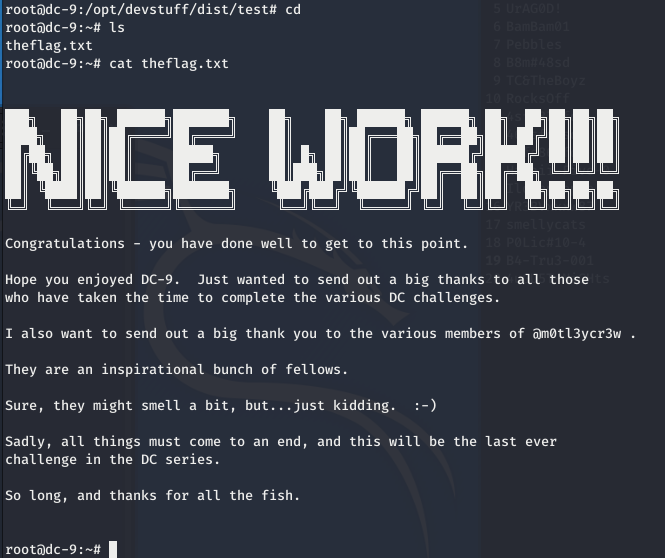 root@dc-9:/opt/devstuff/dist/test# cd
root@dc-9:~# ls
theflag.txt
root@dc-9:~# cat theflag.txt
NICE WORK!!!
Congratulations - you have done well to get to this point.
Hope you enjoyed DC-9.  Just wanted to send out a big thanks to all those
who have taken the time to complete the various DC challenges.
I also want to send out a big thank you to the various members of @m0tl3ycr3w .
They are an inspirational bunch of fellows.
Sure, they might smell a bit, but...just kidding.  :-)
Sadly, all things must come to an end, and this will be the last ever
challenge in the DC series.
So long, and thanks for all the fish.
root@dc-9:~#
5 UrAG0D!
6 BamBam01
7 Pebbles
9 TC&TheBoyz
10 RocksOff
17 smellycats
18 P0Lic#10-4
19 B4-Tru3-001